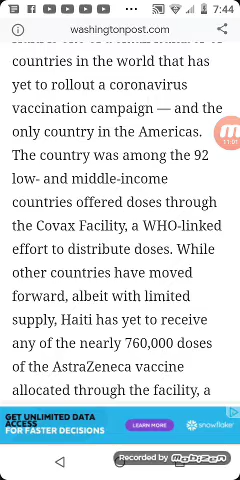 7:44
washingtonpost.com
countries in the world that has
yet to rollout a coronavirus
vaccination campaign — and the
only country in the Americas.
The country was among the 92
low- and middle-income
countries offered doses through
the Covax Facility, a WHO-linked
effort to distribute doses. While
other countries have moved
forward, albeit with limited
supply, Haiti has yet to receive
any of the nearly 760,000 doses
of the AstraZeneca vaccine
allocated through the facility, a
GET UNLIMITED DATA
ACCESS
FOR FASTER DECISIONS
LEARN MORE
snowflake
Recorded by mobizen